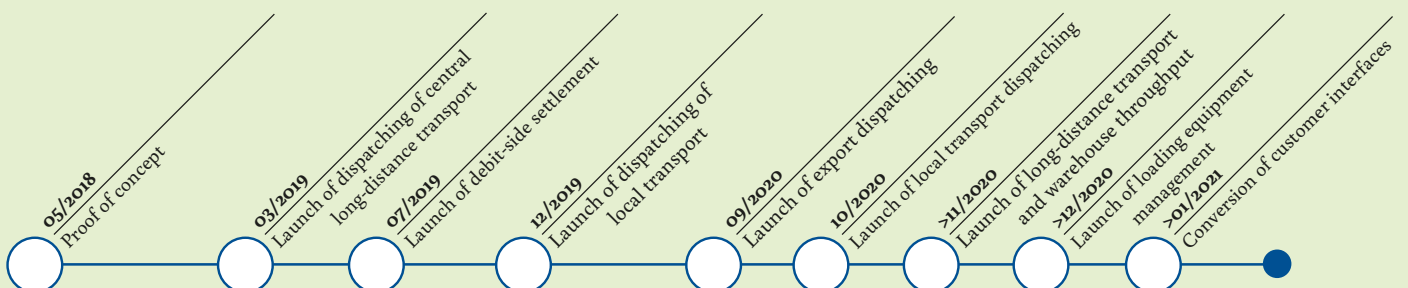 05/2018
Proof of concept
03/2019
Launch of dispatching of central
long-distance transport
07/2019
Launch of debit-side settlement
12/2019
Launch of dispatching of
local transport
09/2020
Launch of export dispatching
10/2020
Launch of local transport dispatching
>11/2020
Launch of long-distance transport
and warehouse throughput
>12/2020
Launch of loading equipment
management
>01/2021
Conversion of customer interfaces